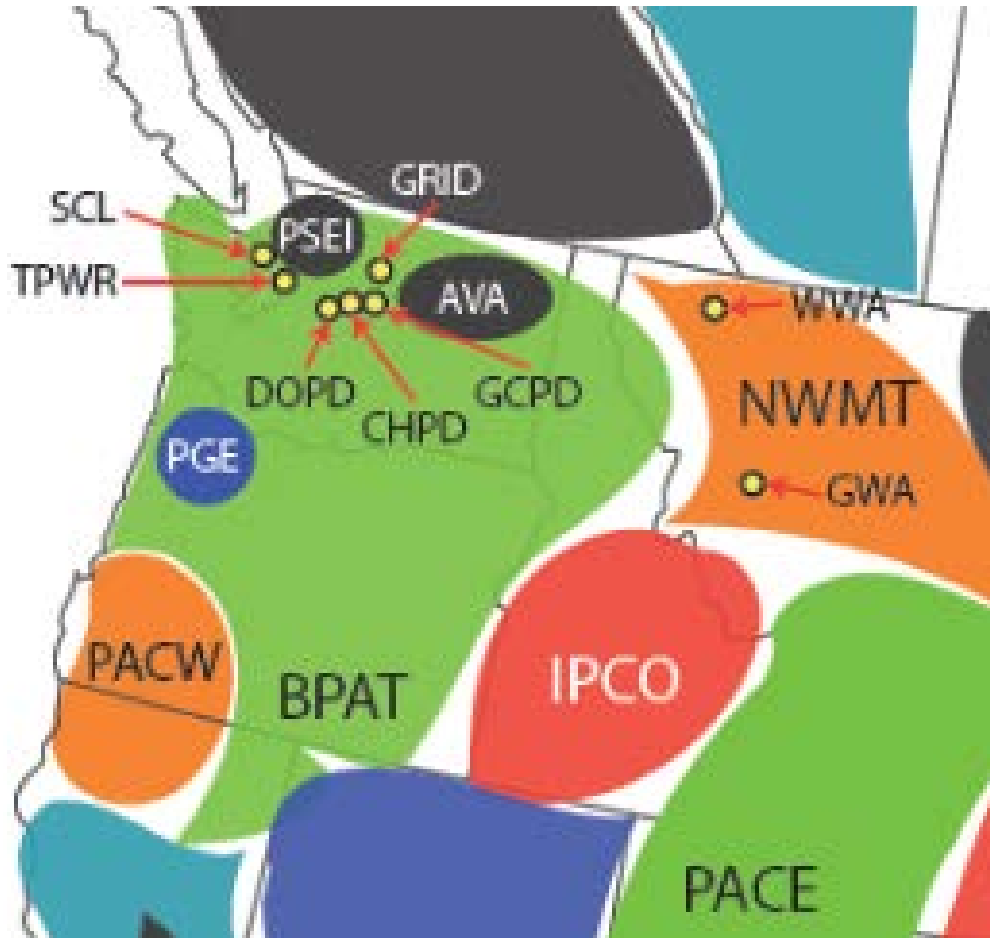 GRID
SCL
PSEI
TPWR
AVA
WWA
DOPD
GCPD
NWMT
CHPD
PGE
GWA
PACW
IPCO
BPAT
PACE